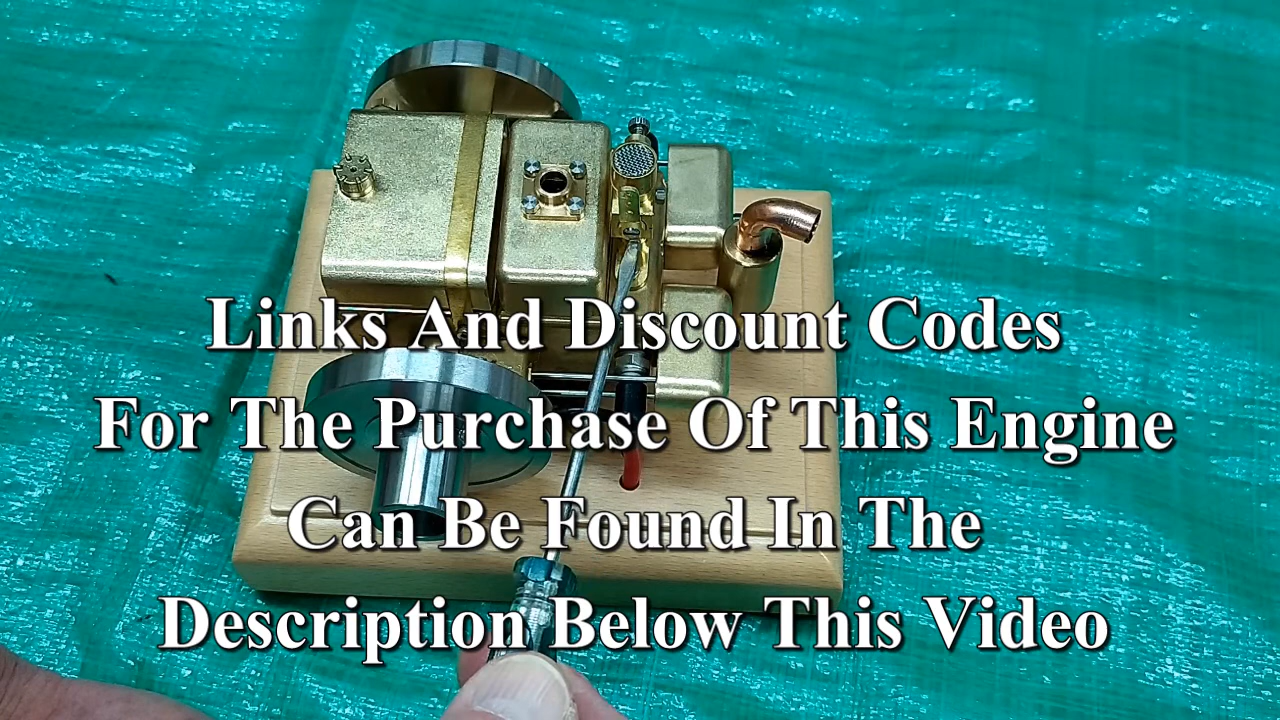 Links And Discount Codes
For The Purchase Of This Engine
Can Be Found In The
Description Below This Video